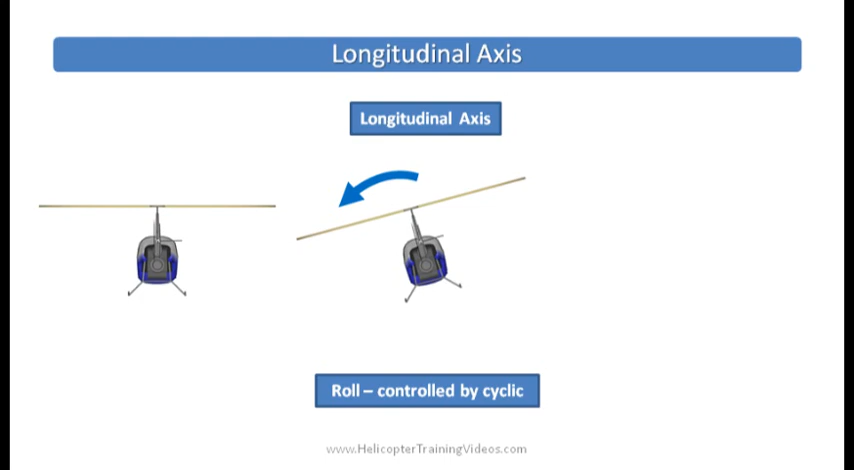 Longitudinal Axis
Longitudinal Axis
Roll – controlled by cyclic
www.HelicopterTrainingVideos.com